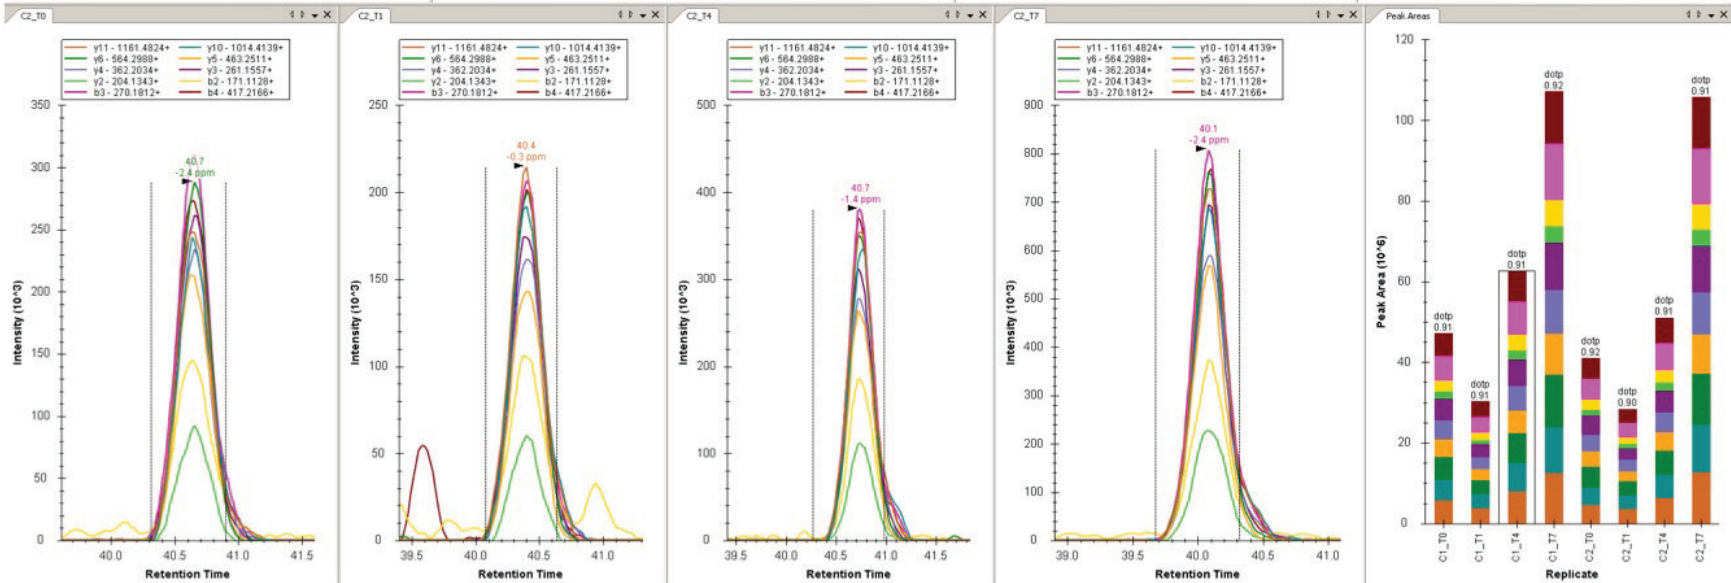 C2_T0
y11 - 1161.4824+ y10 - 1014.4139+
y6 - 564.2988+ y5 - 463.2511+
y4 - 362.2034+ y3 - 261.1557+
y2 - 204.1343+ b2 - 171.1128+
b3 - 270.1812+ b4 - 417.2166+
350
300
250
200
150
100
50
0
Intensity (10^3)
40.7
-2.4 ppm
40.0 40.5 41.0 41.5
Retention Time
C2_T1
y11 - 1161.4824+ y10 - 1014.4139+
y6 - 564.2988+ y5 - 463.2511+
y4 - 362.2034+ y3 - 261.1557+
y2 - 204.1343+ b2 - 171.1128+
b3 - 270.1812+ b4 - 417.2166+
250
200
150
100
50
0
Intensity (10^3)
40.4
-0.3 ppm
39.5 40.0 40.5 41.0
Retention Time
C2_T4
y11 - 1161.4824+ y10 - 1014.4139+
y6 - 564.2988+ y5 - 463.2511+
y4 - 362.2034+ y3 - 261.1557+
y2 - 204.1343+ b2 - 171.1128+
b3 - 270.1812+ b4 - 417.2166+
500
400
300
200
100
0
Intensity (10^3)
40.7
-1.4 ppm
39.5 40.0 40.5 41.0 41.5
Retention Time
C2_T7
y11 - 1161.4824+ y10 - 1014.4139+
y6 - 564.2988+ y5 - 463.2511+
y4 - 362.2034+ y3 - 261.1557+
y2 - 204.1343+ b2 - 171.1128+
b3 - 270.1812+ b4 - 417.2166+
900
800
700
600
500
400
300
200
100
0
Intensity (10^3)
40.1
-2.4 ppm
39.0 39.5 40.0 40.5 41.0
Retention Time
Peak Areas
120
100
80
60
40
20
0
Peak Area (10^6)
dotp
0.91
dotp
0.91
dotp
0.91
dotp
0.92
dotp
0.92
dotp
0.90
dotp
0.91
dotp
0.91
C1_T0
C1_T1
C1_T4
C1_T7
C2_T0
C2_T1
C2_T4
C2_T7
Replicate